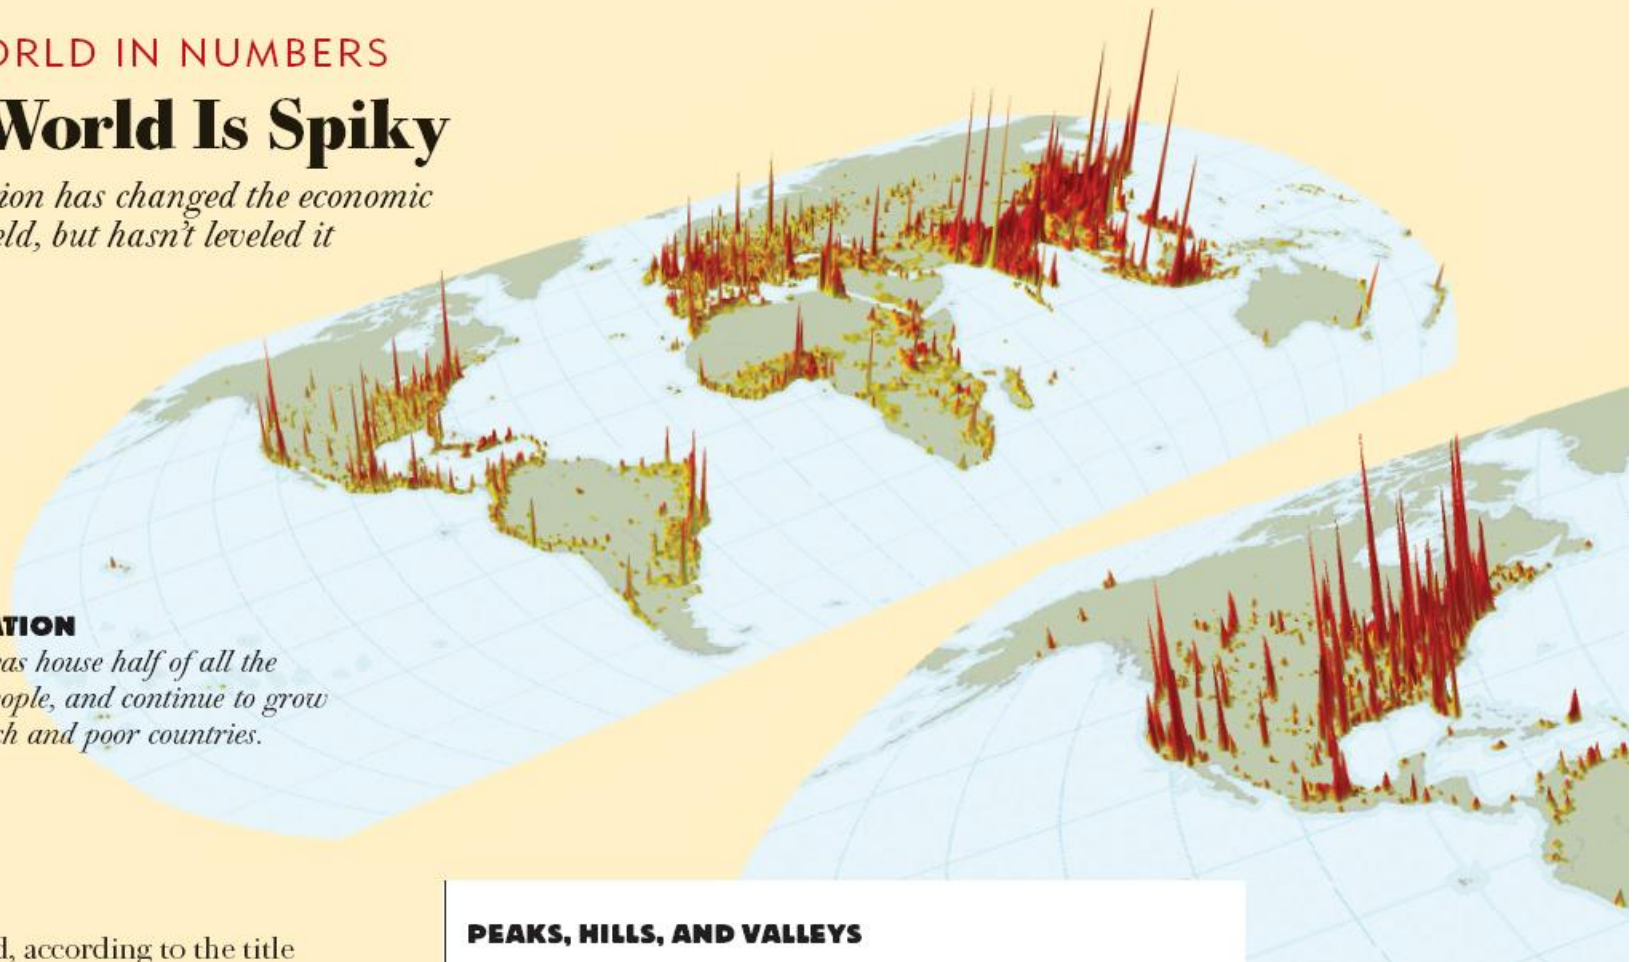 ORLD IN NUMBERS
World Is Spiky
ion has changed the economic
eld, but hasn't leveled it
ATION
as house half of all the
ople, and continue to grow
ch and poor countries.
d, according to the title
PEAKS, HILLS, AND VALLEYS